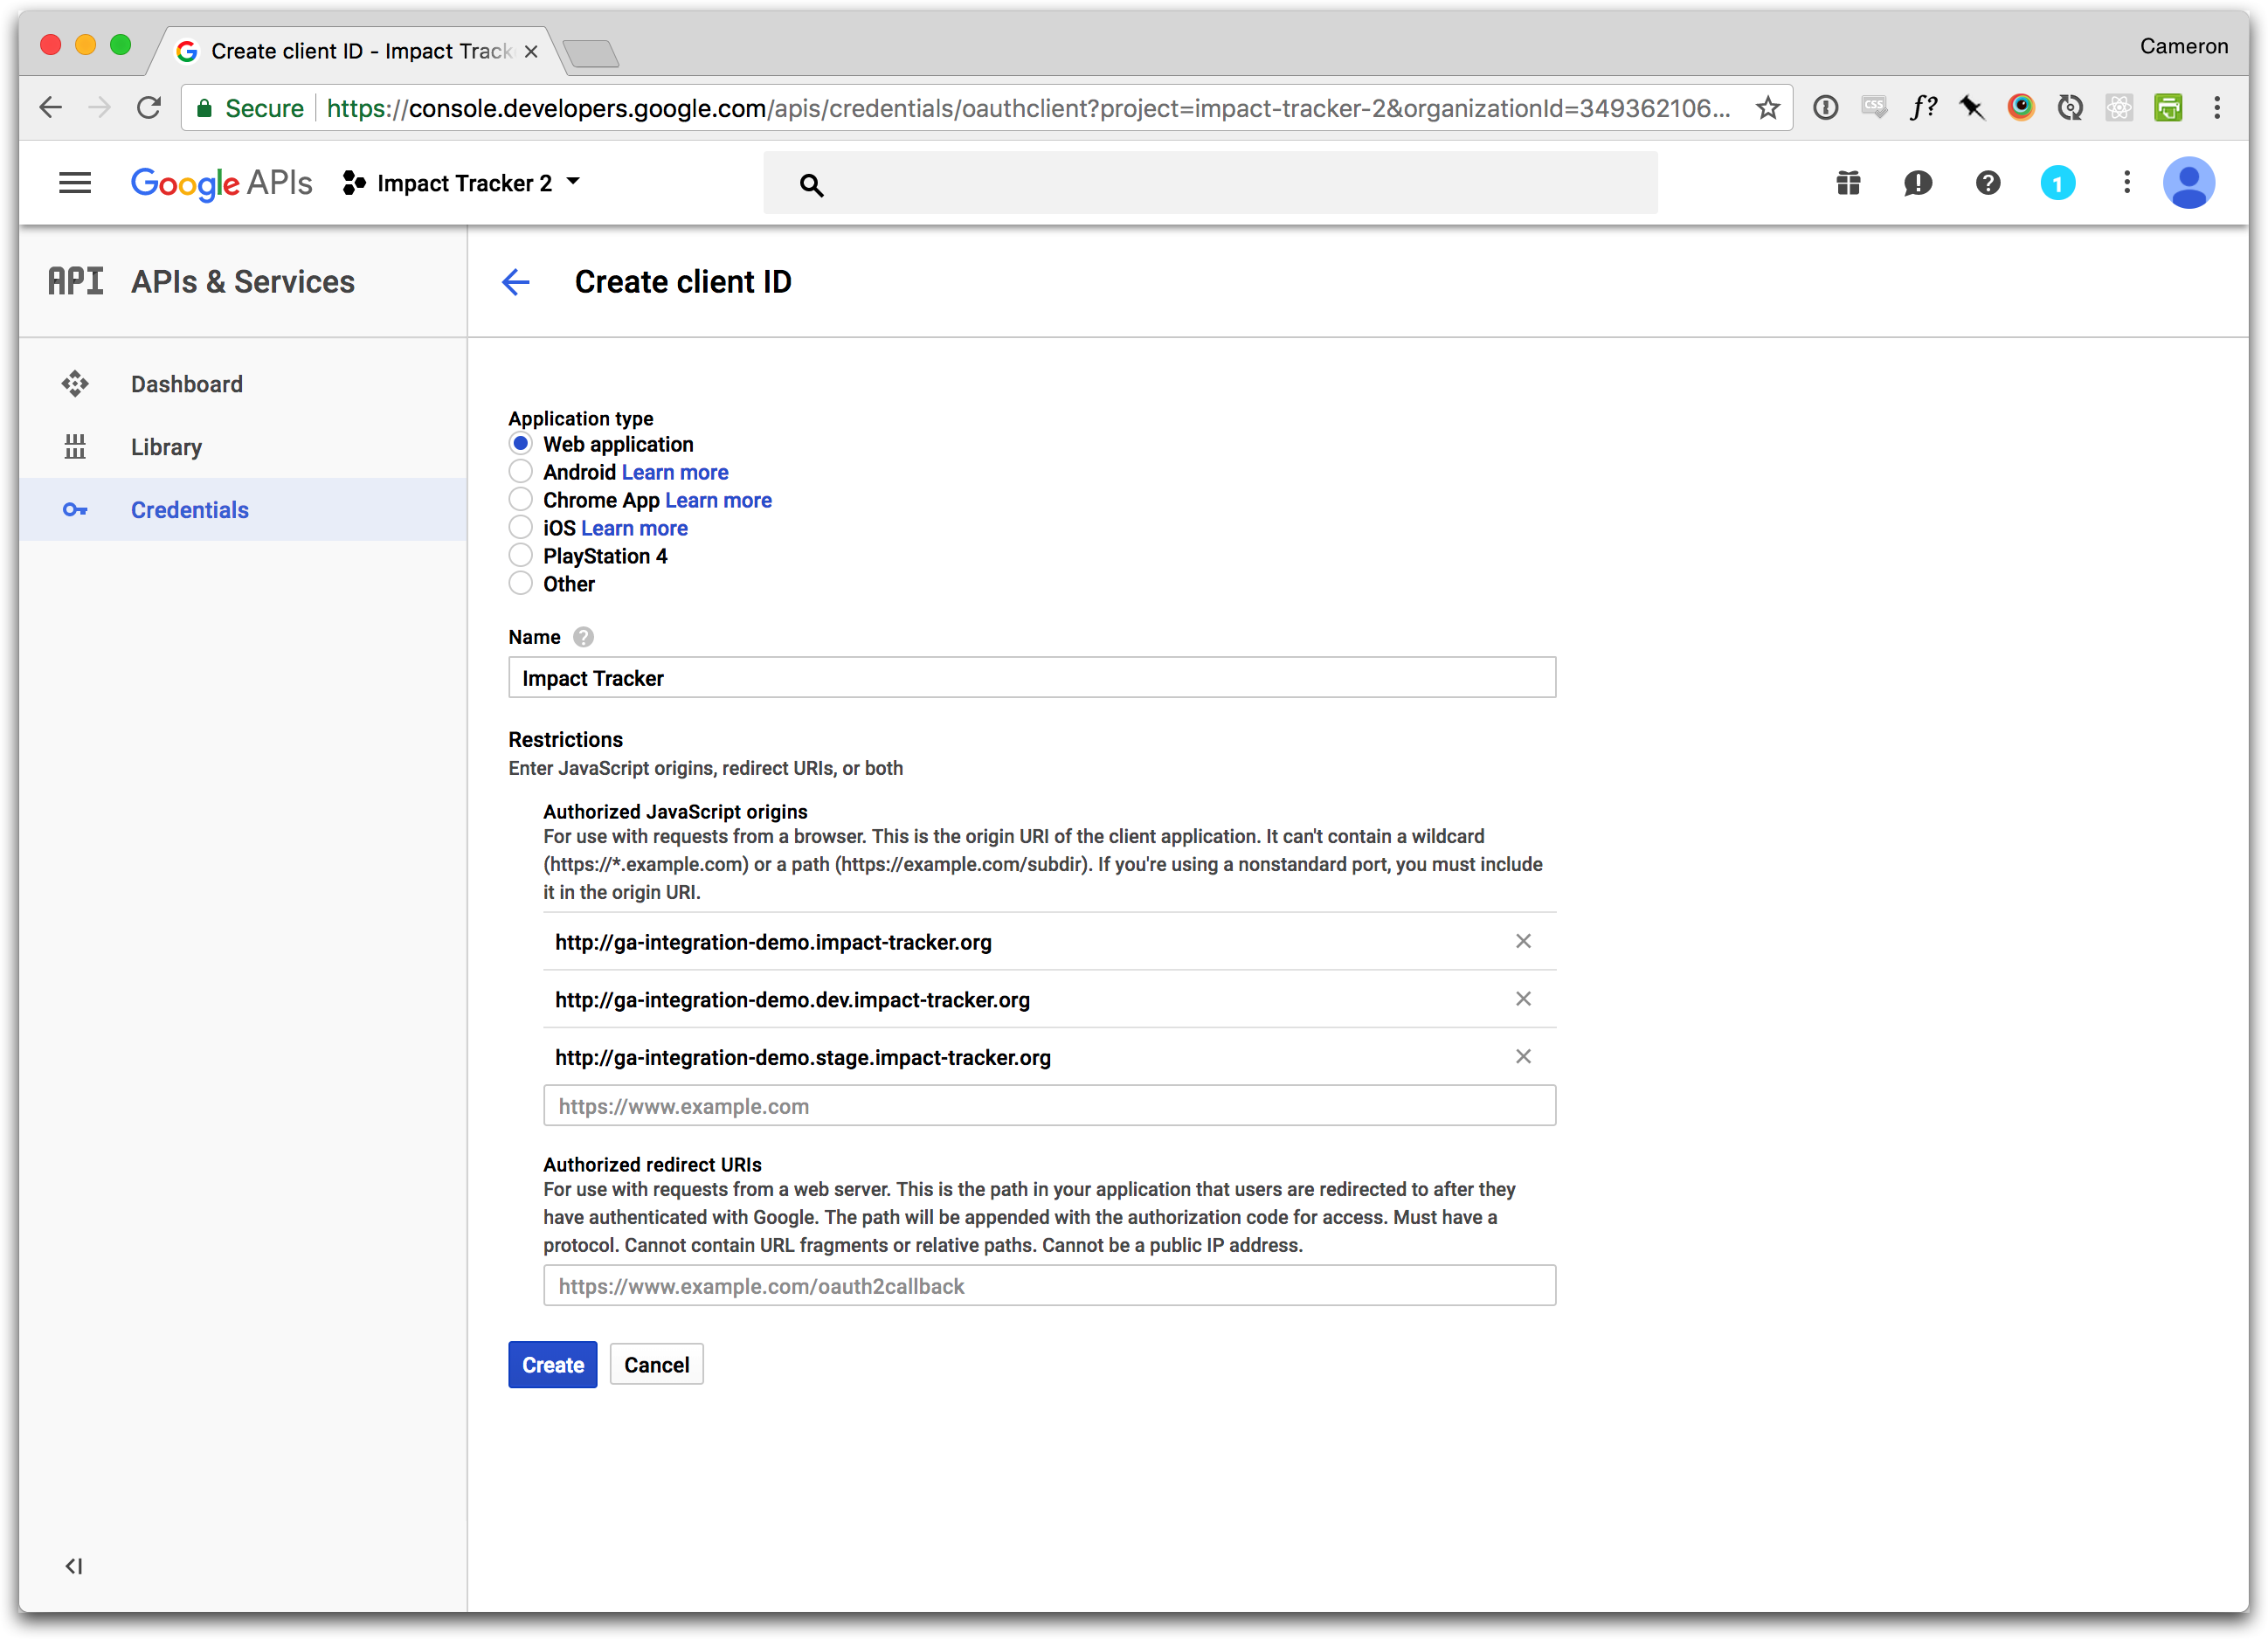 Create client ID - Impact Track
Cameron
Secure
https://console.developers.google.com/apis/credentials/oauthclient?project=impact-tracker-2&organizationId=349362106...
CSS
f?
Google APIs
Impact Tracker 2
1
API
APIs & Services
Create client ID
Dashboard
Library
Credentials
Application type
Web application
Android Learn more
Chrome App Learn more
iOS Learn more
PlayStation 4
Other
Name ?
Impact Tracker
Restrictions
Enter JavaScript origins, redirect URIs, or both
Authorized JavaScript origins
For use with requests from a browser. This is the origin URI of the client application. It can't contain a wildcard
(https://*.example.com) or a path (https://example.com/subdir). If you're using a nonstandard port, you must include
it in the origin URI.
http://ga-integration-demo.impact-tracker.org
http://ga-integration-demo.dev.impact-tracker.org
http://ga-integration-demo.stage.impact-tracker.org
https://www.example.com
Authorized redirect URIs
For use with requests from a web server. This is the path in your application that users are redirected to after they
have authenticated with Google. The path will be appended with the authorization code for access. Must have a
protocol. Cannot contain URL fragments or relative paths. Cannot be a public IP address.
https://www.example.com/oauth2callback
Create
Cancel